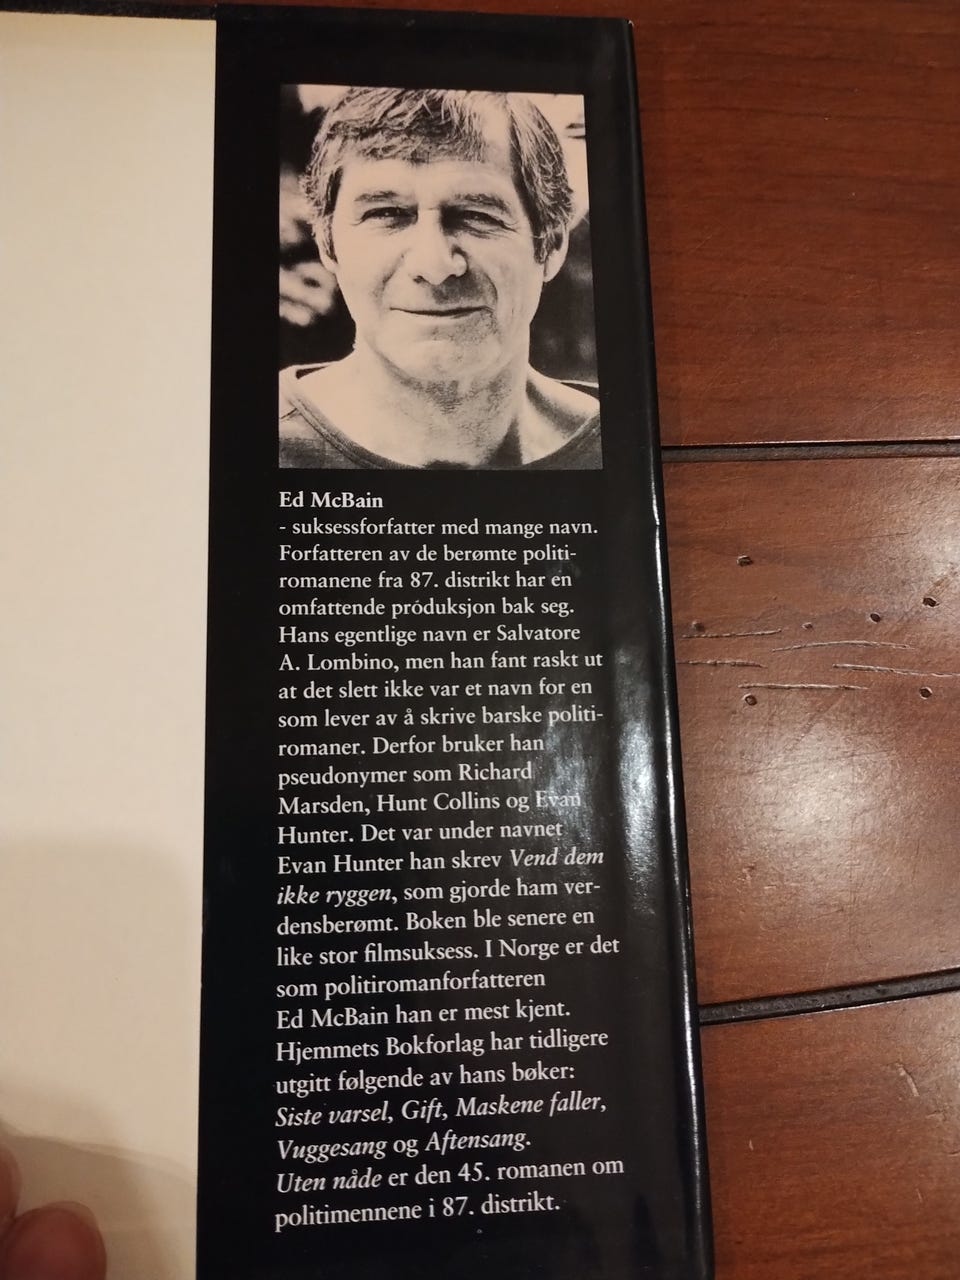 Ed McBain
- suksessforfatter med mange navn.
Forfatteren av de berømte politi-
romanene fra 87. distrikt har en
omfattende produksjon bak seg.
Hans egentlige navn er Salvatore
A. Lombino, men han fant raskt ut
at det slett ikke var et navn for en
som lever av å skrive barske politi-
romaner. Derfor bruker han
pseudonymer som Richard
Marsden, Hunt Collins og Evan
Hunter. Det var under navnet
Evan Hunter han skrev Vend dem
ikke ryggen, som gjorde ham ver-
densberømt. Boken ble senere en
like stor filmsuksess. I Norge er det
som politiromanforfatteren
Ed McBain han er mest kjent.
Hjemmets Bokforlag har tidligere
utgitt følgende av hans bøker:
Siste varsel, Gift, Maskene faller,
Vuggesang og Aftensang.
Uten nåde er den 45. romanen om
politimennene i 87. distrikt.